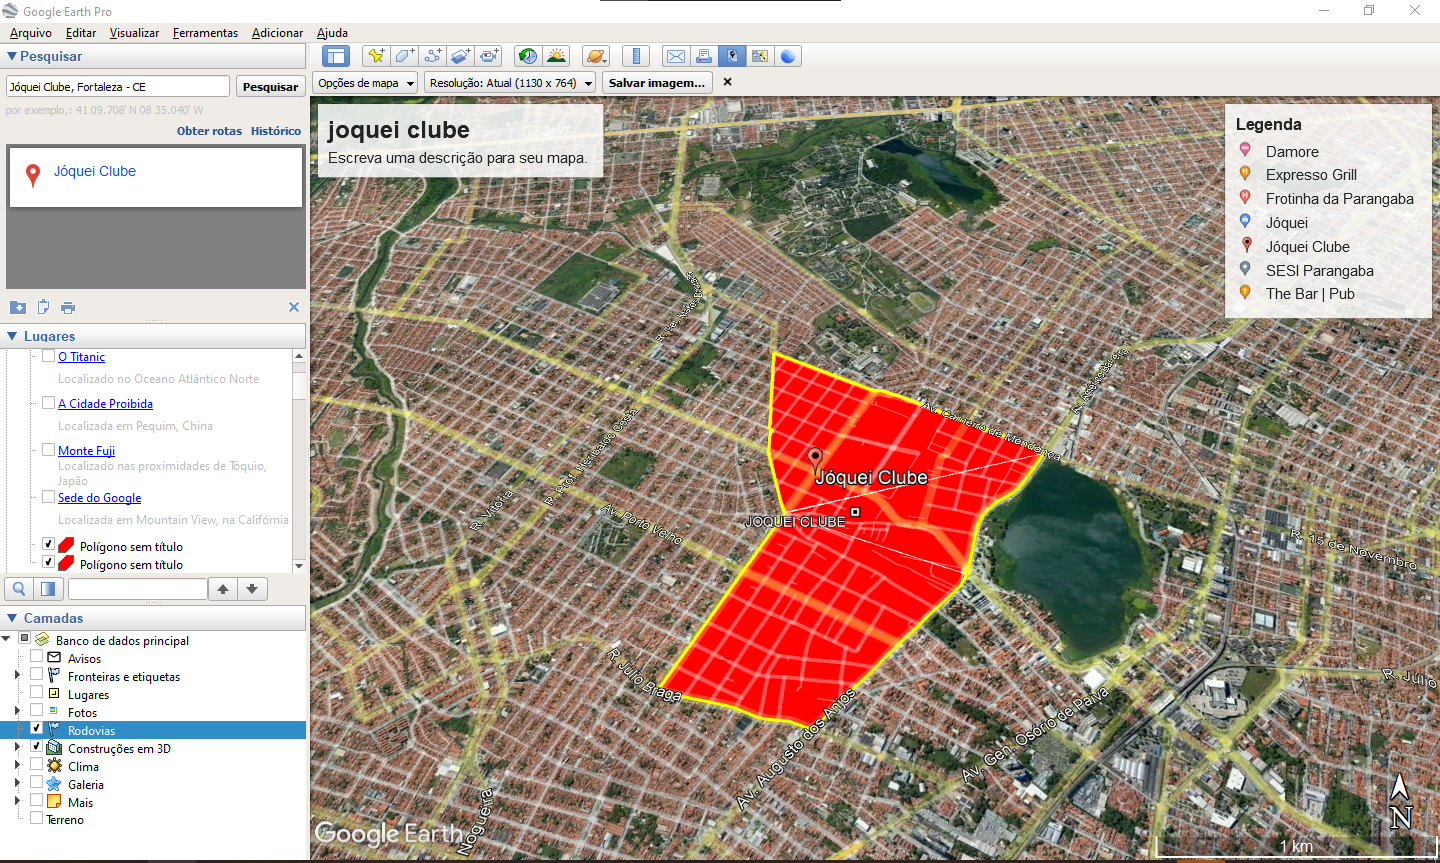 Google Earth Pro
Arquivo Editar Visualizar Ferramentas Adicionar Ajuda
Pesquisar
Jóquei Clube, Fortaleza - CE
Pesquisar
por exemplo,: 41 09.708' N 08 35.040' W
Obter rotas Histórico
Jóquei Clube
Lugares
O Titanic
Localizado no Oceano Atlântico Norte
A Cidade Proibida
Localizada em Pequim, China
Monte Fuji
Localizado nas proximidades de Tóquio,
Japão
Sede do Google
Localizada em Mountain View, na Califórnia
Polígono sem título
Polígono sem título
Camadas
Banco de dados principal
Avisos
Fronteiras e etiquetas
Lugares
Fotos
Rodovias
Construções em 3D
Clima
Galeria
Mais
Terreno
Opções de mapa
Resolução: Atual (1130 x 764)
Salvar imagem...
joquei clube
Escreva uma descrição para seu mapa.
Legenda
Damore
Expresso Grill
Frotinha da Parangaba
Jóquei
Jóquei Clube
SESI Parangaba
The Bar | Pub
Av. Carneiro de Mendonça
Jóquei Clube
JOQUEI CLUBE
R. Vitória
R. Prof. Heribaldo Costa
Av. Porto Velho
R. 15 de Novembro
R. Júlio Braga
R. Júlio
Av. Augusto dos Anjos
Av. Gen. Osório de Paiva
Nogueira
Google Earth
N
1 km